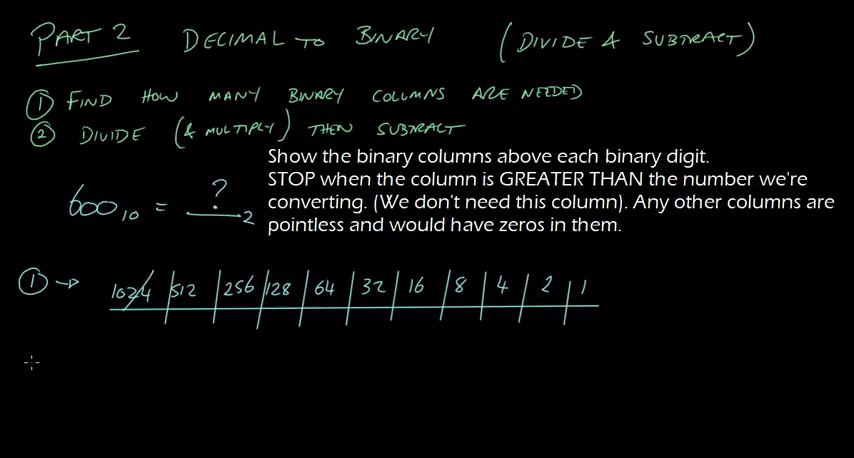 PART 2 DECIMAL TO BINARY (DIVIDE & SUBTRACT)
① FIND HOW MANY BINARY COLUMNS ARE NEEDED
② DIVIDE (& MULTIPLY) THEN SUBTRACT
Show the binary columns above each binary digit.
STOP when the column is GREATER THAN the number we're
converting. (We don't need this column). Any other columns are
pointless and would have zeros in them.
600₁₀ = ?₂
① → 1024 | 512 | 256 | 128 | 64 | 32 | 16 | 8 | 4 | 2 | 1